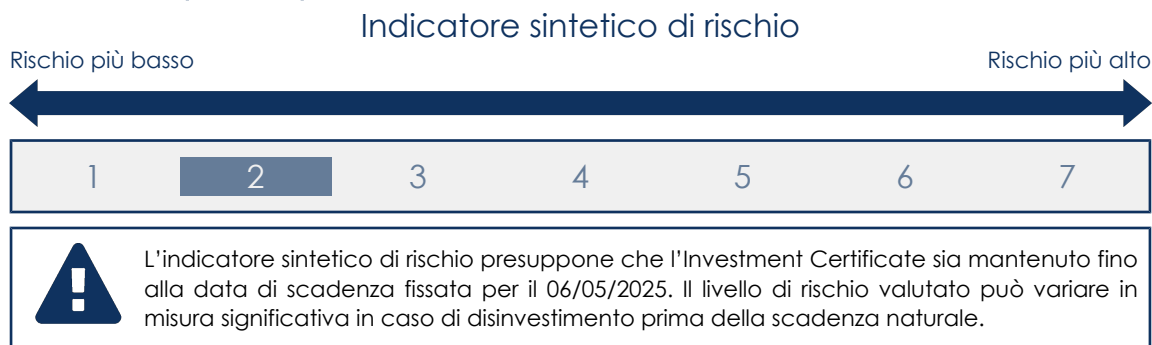 Indicatore sintetico di rischio
Rischio più basso Rischio più alto
1 2 3 4 5 6 7
L'indicatore sintetico di rischio presuppone che l'Investment Certificate sia mantenuto fino
alla data di scadenza fissata per il 06/05/2025. Il livello di rischio valutato può variare in
misura significativa in caso di disinvestimento prima della scadenza naturale.